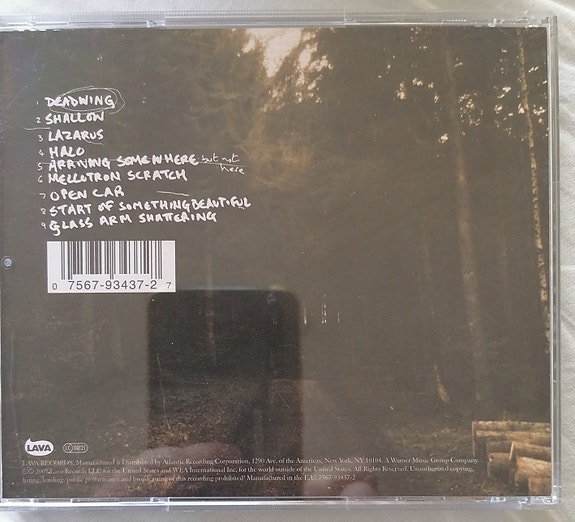 1 DEADWING
2 SHALLOW
3 LAZARUS
4 HALO
5 ARRIVING SOMEWHERE but not here
6 MELLOTRON SCRATCH
7 OPEN CAR
8 START OF SOMETHING BEAUTIFUL
9 GLASS ARM SHATTERING
0 7567-93437-2 7
LAVA
LAVA RECORDS, Manufactured & Distributed by Atlantic Recording Corporation, 1290 Ave. of the Americas, New York, NY 10104. A Warner Music Group Company.
2005 Lava Records LLC for the United States and WEA International Inc. for the world outside of the United States. All Rights Reserved. Unauthorized copying,
hiring, lending, public performance and broadcasting of this recording prohibited. Manufactured in the E.U. 7567-93437-2